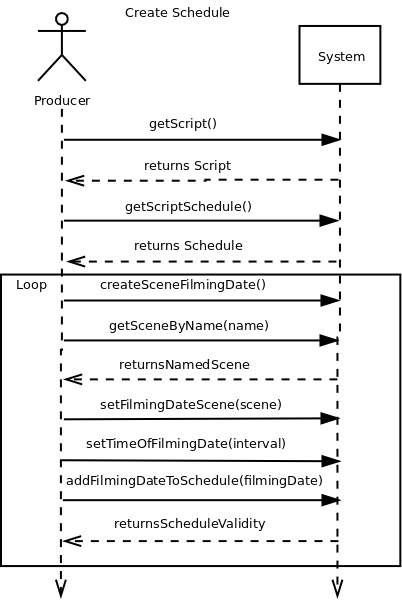 Create Schedule
System
Producer
getScript()
returns Script
getScriptSchedule()
returns Schedule
Loop
createSceneFilmingDate()
getSceneByName(name)
returnsNamedScene
setFilmingDateScene(scene)
setTimeOfFilmingDate(interval)
addFilmingDateToSchedule(filmingDate)
returnsScheduleValidity